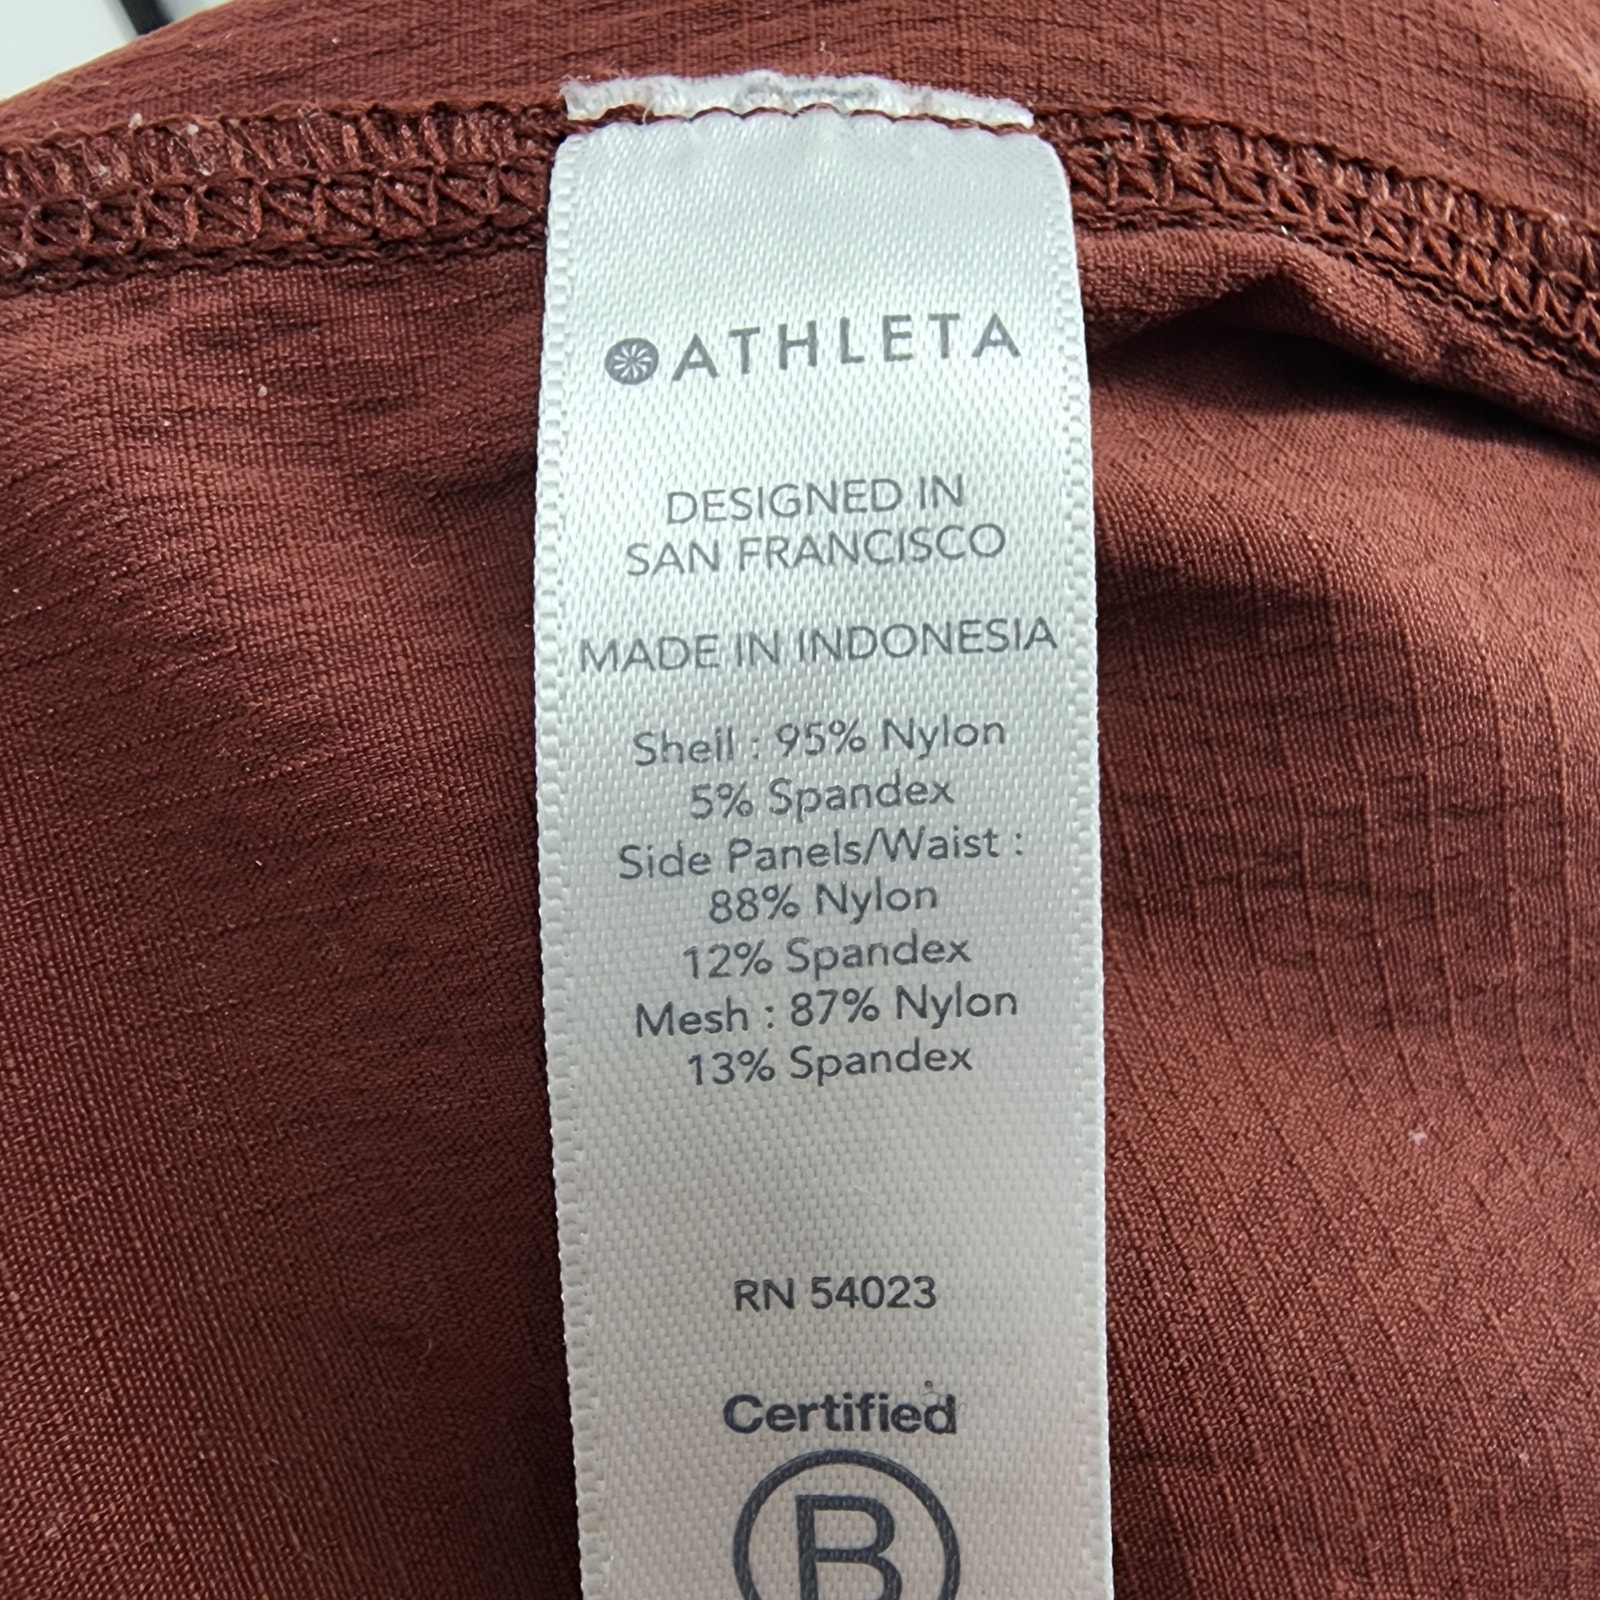 ATHLETA
DESIGNED IN
SAN FRANCISCO
MADE IN INDONESIA
Shell : 95% Nylon
5% Spandex
Side Panels/Waist :
88% Nylon
12% Spandex
Mesh : 87% Nylon
13% Spandex
RN 54023
Certified
B